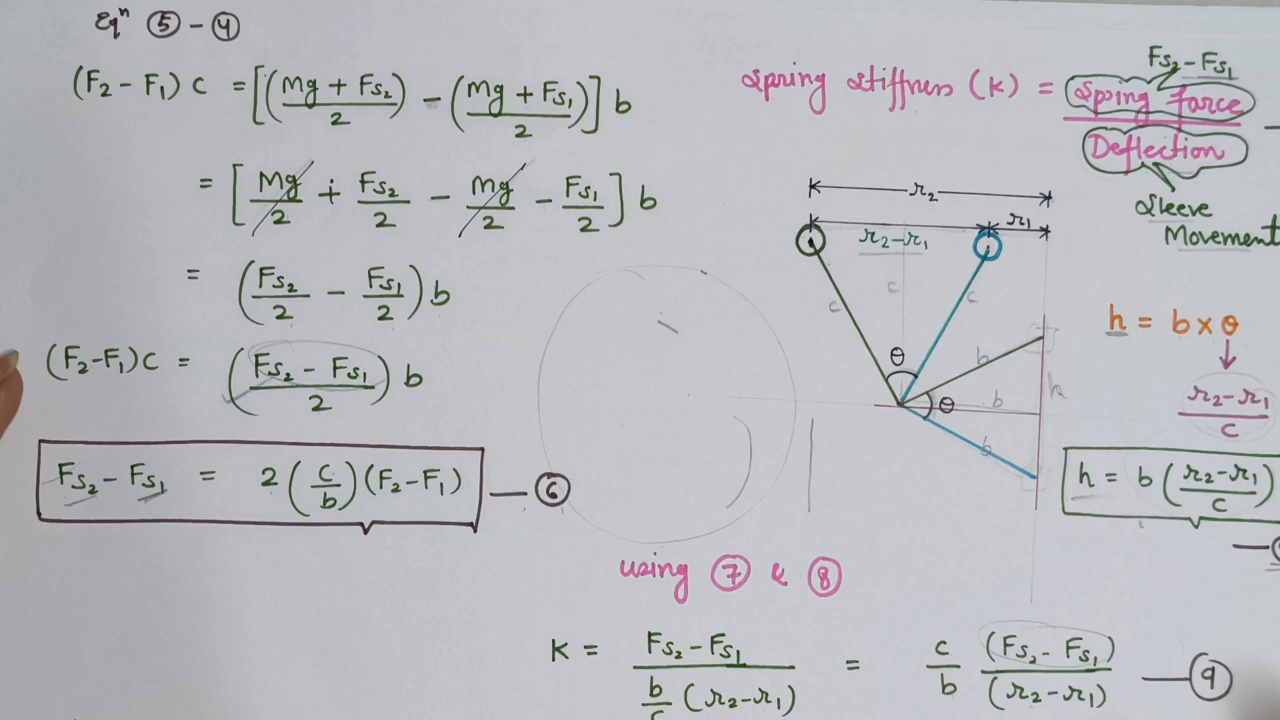 Eqⁿ ⑤ - ④
(F₂ - F₁) c = [((Mg + Fs₂)/2) - ((Mg + Fs₁)/2)] b
= [Mg/2 + Fs₂/2 - Mg/2 - Fs₁/2] b
= (Fs₂/2 - Fs₁/2) b
(F₂-F₁)c = ((Fs₂ - Fs₁)/2) b
Fs₂ - Fs₁ = 2 (c/b) (F₂-F₁) — ⑥
Fs₂ - Fs₁
Spring stiffness (K) = Spring force / Deflection
Sleeve
Movement
r₂
r₂-r₁
r₁
c
c
c
θ
b
h
θ
b
b
h = b × θ
(r₂-r₁)/c
h = b ((r₂-r₁)/c)
using ⑦ & ⑧
K = (Fs₂-Fs₁)/((b/c)(r₂-r₁)) = (c/b) (Fs₂ - Fs₁)/(r₂-r₁) — ⑨